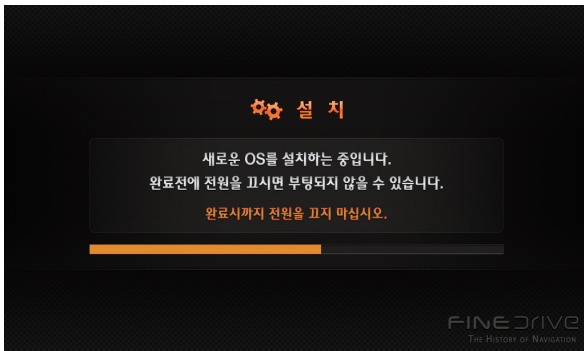 설치
새로운 OS를 설치하는 중입니다.
완료전에 전원을 끄시면 부팅되지 않을 수 있습니다.
완료시까지 전원을 끄지 마십시오.
FINEDRIVE
THE HISTORY OF NAVIGATION